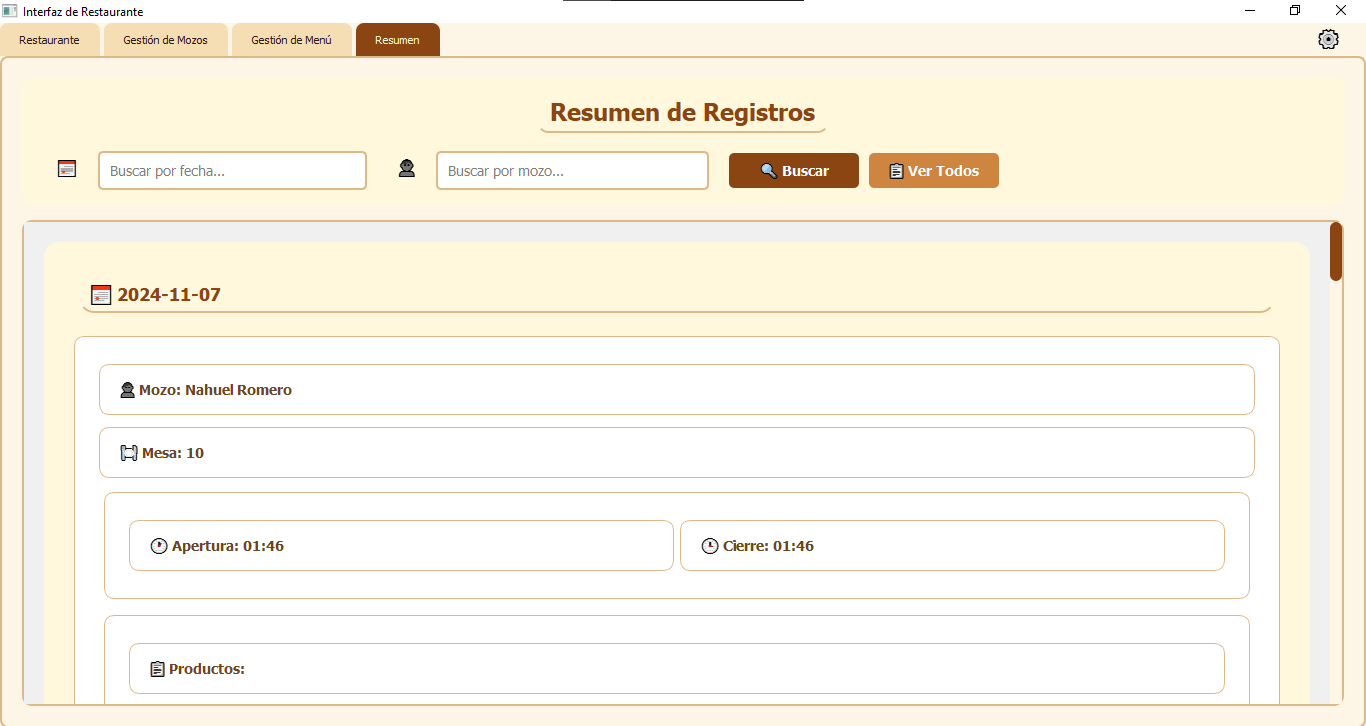 Interfaz de Restaurante
Restaurante Gestión de Mozos Gestión de Menú Resumen
Resumen de Registros
Buscar por fecha... Buscar por mozo... Buscar Ver Todos
2024-11-07
Mozo: Nahuel Romero
Mesa: 10
Apertura: 01:46 Cierre: 01:46
Productos: